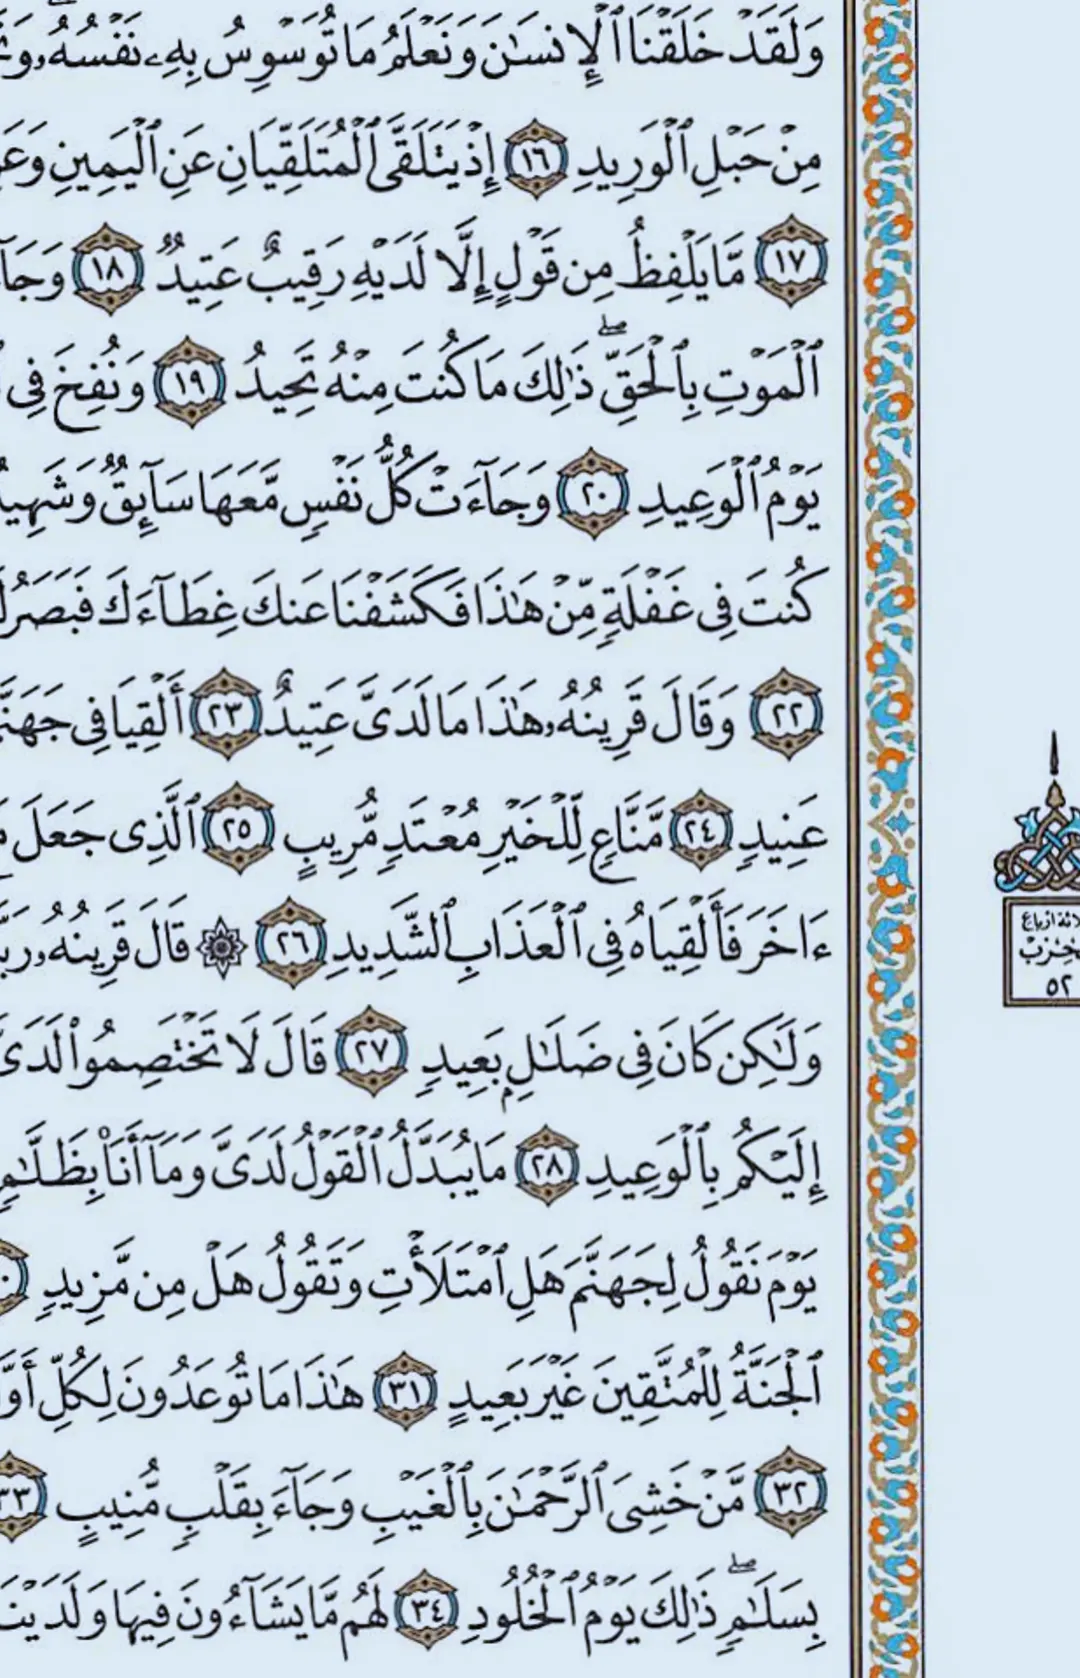 وَلَقَدْ خَلَقْنَا ٱلْإِنسَٰنَ وَنَعْلَمُ مَا تُوَسْوِسُ بِهِۦ نَفْسُهُۥ
مِنْ حَبْلِ ٱلْوَرِيدِ ١٦ إِذْ يَتَلَقَّى ٱلْمُتَلَقِّيَانِ عَنِ ٱلْيَمِينِ
١٧ مَّا يَلْفِظُ مِن قَوْلٍ إِلَّا لَدَيْهِ رَقِيبٌ عَتِيدٌ ١٨
ٱلْمَوْتِ بِٱلْحَقِّ ۖ ذَٰلِكَ مَا كُنتَ مِنْهُ تَحِيدُ ١٩ وَنُفِخَ فِى
يَوْمُ ٱلْوَعِيدِ ٢٠ وَجَآءَتْ كُلُّ نَفْسٍ مَّعَهَا سَآئِقٌ
كُنتَ فِى غَفْلَةٍ مِّنْ هَٰذَا فَكَشَفْنَا عَنكَ غِطَآءَكَ
٢٢ وَقَالَ قَرِينُهُۥ هَٰذَا مَا لَدَىَّ عَتِيدٌ ٢٣ أَلْقِيَا فِى
عَنِيدٍ ٢٤ مَّنَّاعٍ لِّلْخَيْرِ مُعْتَدٍ مُّرِيبٍ ٢٥ ٱلَّذِى جَعَلَ
ءَاخَرَ فَأَلْقِيَاهُ فِى ٱلْعَذَابِ ٱلشَّدِيدِ ٢٦ ۞ قَالَ قَرِينُهُۥ
وَلَٰكِن كَانَ فِى ضَلَٰلٍۭ بَعِيدٍ ٢٧ قَالَ لَا تَخْتَصِمُوا۟ لَدَىَّ
إِلَيْكُم بِٱلْوَعِيدِ ٢٨ مَا يُبَدَّلُ ٱلْقَوْلُ لَدَىَّ وَمَآ أَنَا۠ بِظَلَّٰمٍ
يَوْمَ نَقُولُ لِجَهَنَّمَ هَلِ ٱمْتَلَأْتِ وَتَقُولُ هَلْ مِن مَّزِيدٍ
ٱلْجَنَّةُ لِلْمُتَّقِينَ غَيْرَ بَعِيدٍ ٣١ هَٰذَا مَا تُوعَدُونَ لِكُلِّ
٣٢ مَّنْ خَشِىَ ٱلرَّحْمَٰنَ بِٱلْغَيْبِ وَجَآءَ بِقَلْبٍ مُّنِيبٍ ٣٣
بِسَلَٰمٍ ۖ ذَٰلِكَ يَوْمُ ٱلْخُلُودِ ٣٤ لَهُم مَّا يَشَآءُونَ فِيهَا
أرباع
٥٢